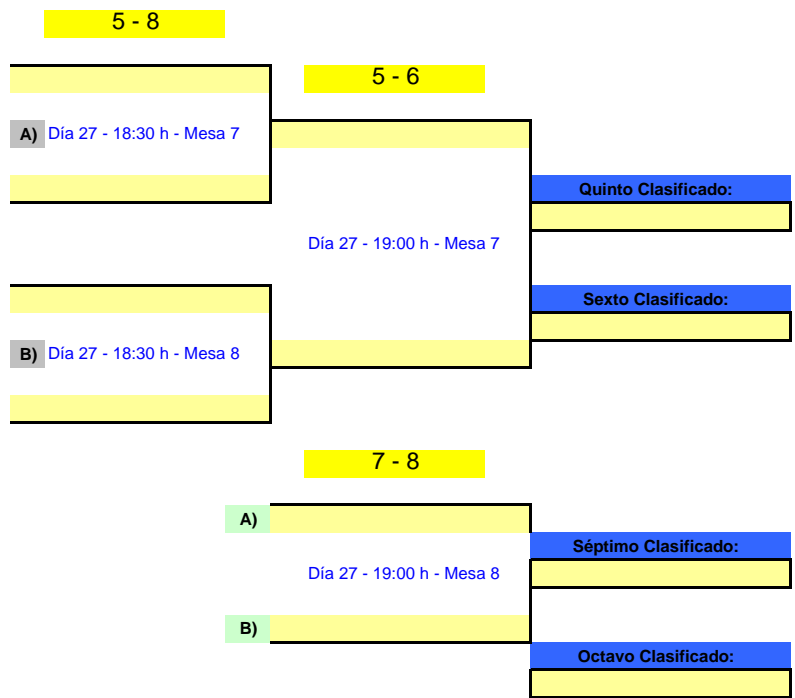 5 - 8
5 - 6
A) Día 27 - 18:30 h - Mesa 7
Quinto Clasificado:
Día 27 - 19:00 h - Mesa 7
Sexto Clasificado:
B) Día 27 - 18:30 h - Mesa 8
7 - 8
A)
Séptimo Clasificado:
Día 27 - 19:00 h - Mesa 8
B)
Octavo Clasificado: